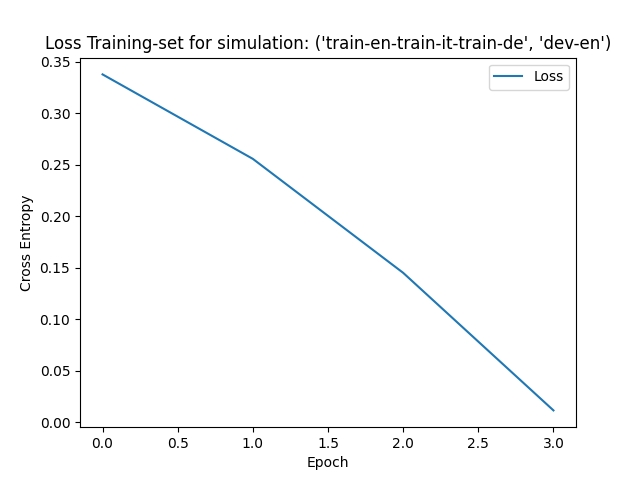 Loss Training-set for simulation: ('train-en-train-it-train-de', 'dev-en')
Loss
Cross Entropy
0.35
0.30
0.25
0.20
0.15
0.10
0.05
0.00
0.0 0.5 1.0 1.5 2.0 2.5 3.0
Epoch